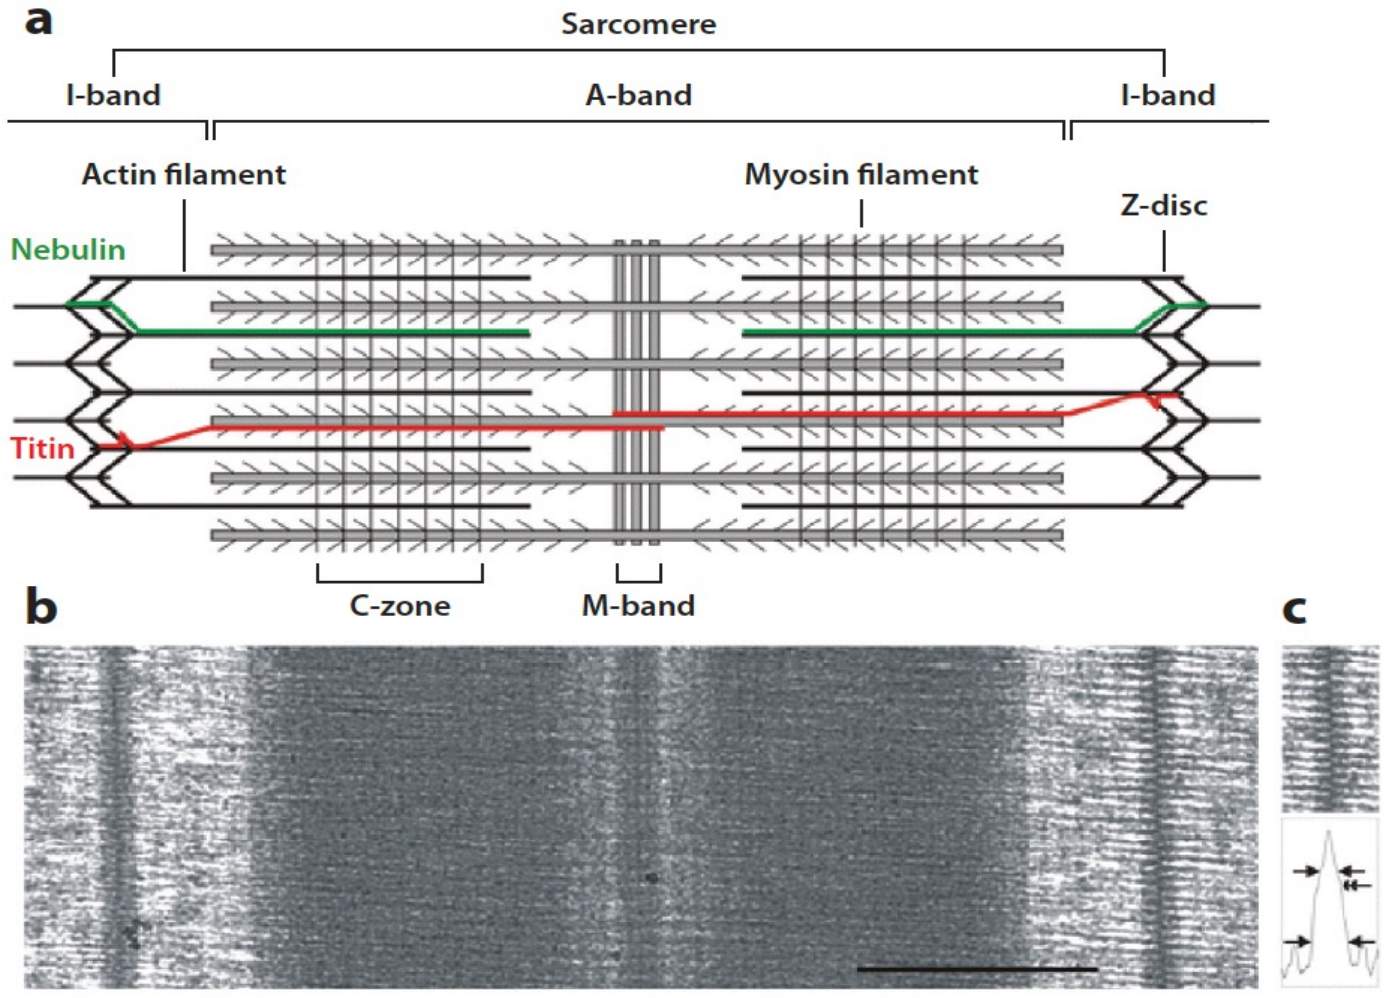 a
Sarcomere
I-band
A-band
I-band
Actin filament
Myosin filament
Z-disc
Nebulin
Titin
C-zone
M-band
b
c